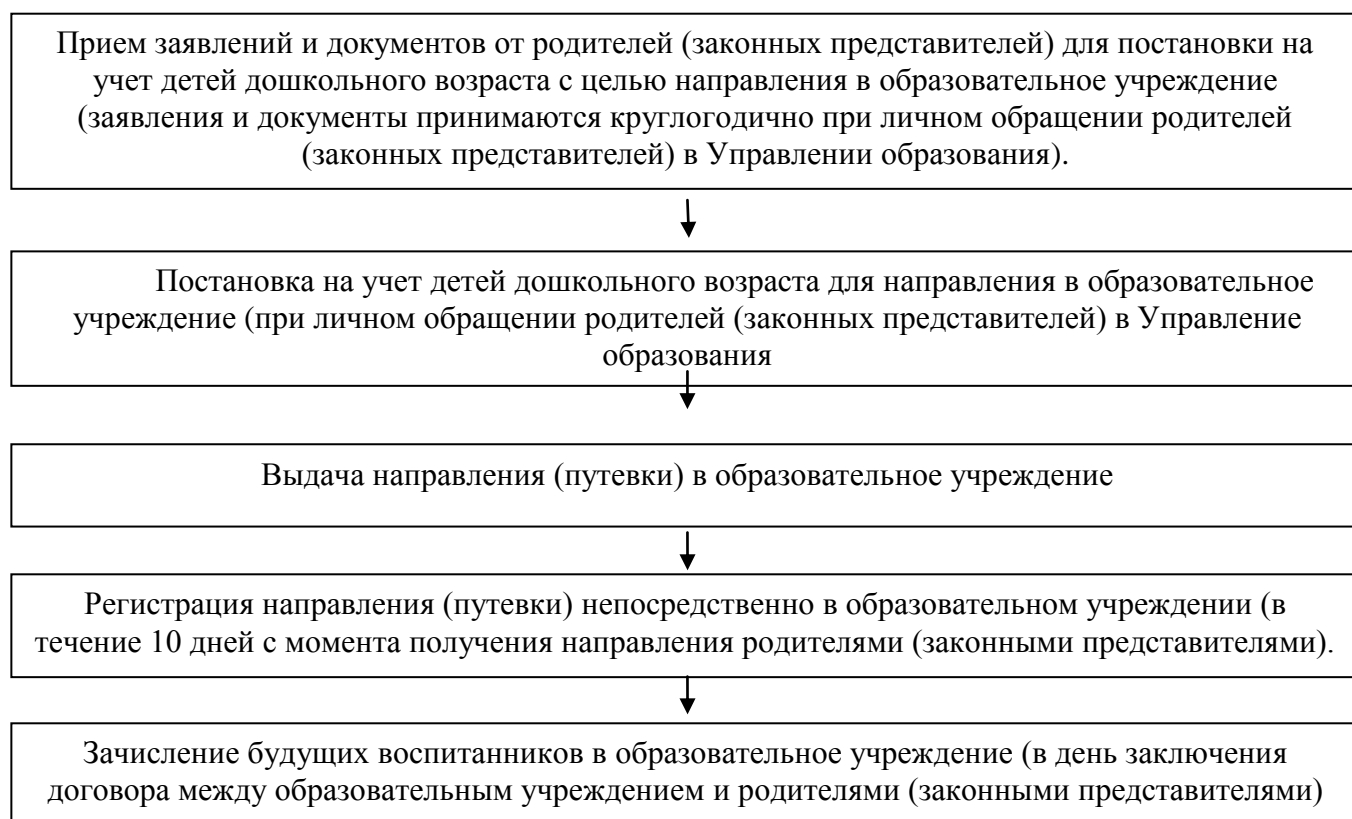 Прием заявлений и документов от родителей (законных представителей) для постановки на
учет детей дошкольного возраста с целью направления в образовательное учреждение
(заявления и документы принимаются круглогодично при личном обращении родителей
(законных представителей) в Управлении образования).
Постановка на учет детей дошкольного возраста для направления в образовательное
учреждение (при личном обращении родителей (законных представителей) в Управление
образования
Выдача направления (путевки) в образовательное учреждение
Регистрация направления (путевки) непосредственно в образовательном учреждении (в
течение 10 дней с момента получения направления родителями (законными представителями).
Зачисление будущих воспитанников в образовательное учреждение (в день заключения
договора между образовательным учреждением и родителями (законными представителями)